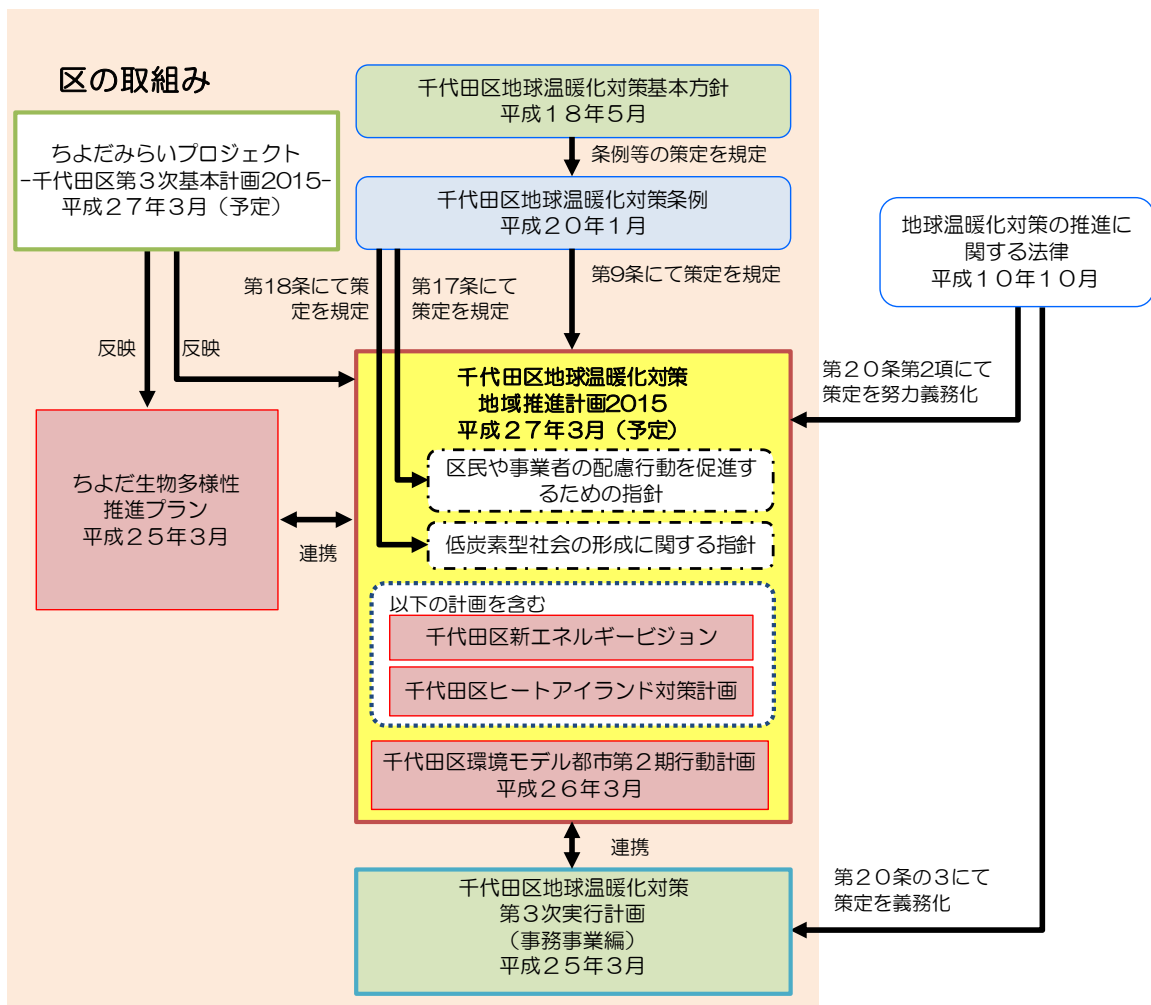 区の取組み
千代田区地球温暖化対策基本方針
平成18年5月
条例等の策定を規定
ちよだみらいプロジェクト
-千代田区第3次基本計画2015-
平成27年3月（予定）
千代田区地球温暖化対策条例
平成20年1月
地球温暖化対策の推進に
関する法律
平成10年10月
第18条にて策
定を規定
第17条にて
策定を規定
第9条にて策定を規定
反映
反映
第20条第2項にて
策定を努力義務化
千代田区地球温暖化対策
地域推進計画2015
平成27年3月（予定）
区民や事業者の配慮行動を促進す
るための指針
低炭素型社会の形成に関する指針
ちよだ生物多様性
推進プラン
平成25年3月
連携
以下の計画を含む
千代田区新エネルギービジョン
千代田区ヒートアイランド対策計画
千代田区環境モデル都市第2期行動計画
平成26年3月
連携
第20条の3にて
策定を義務化
千代田区地球温暖化対策
第3次実行計画
（事務事業編）
平成25年3月